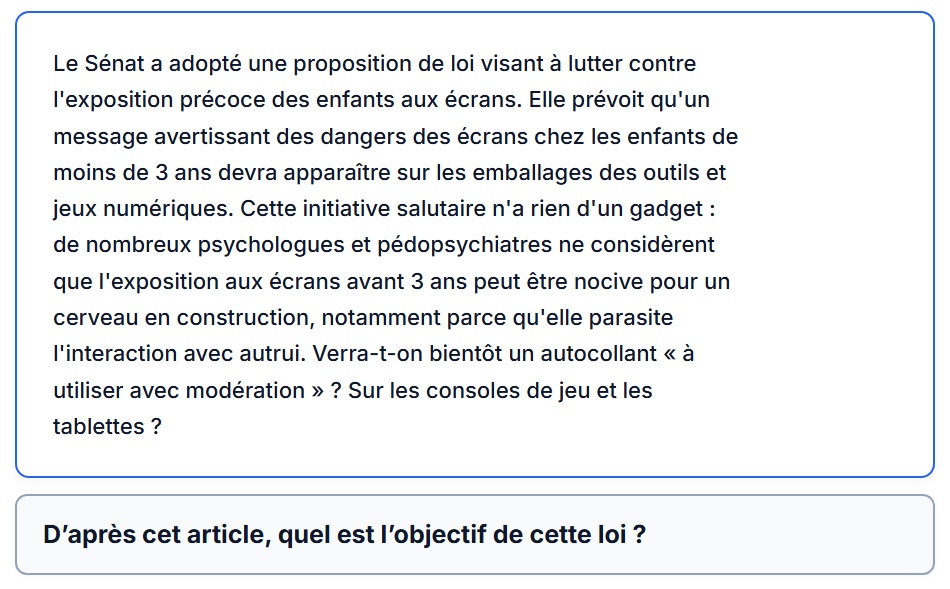 Le Sénat a adopté une proposition de loi visant à lutter contre
l'exposition précoce des enfants aux écrans. Elle prévoit qu'un
message avertissant des dangers des écrans chez les enfants de
moins de 3 ans devra apparaître sur les emballages des outils et
jeux numériques. Cette initiative salutaire n'a rien d'un gadget :
de nombreux psychologues et pédopsychiatres ne considèrent
que l'exposition aux écrans avant 3 ans peut être nocive pour un
cerveau en construction, notamment parce qu'elle parasite
l'interaction avec autrui. Verra-t-on bientôt un autocollant « à
utiliser avec modération » ? Sur les consoles de jeu et les
tablettes ?
D’après cet article, quel est l’objectif de cette loi ?